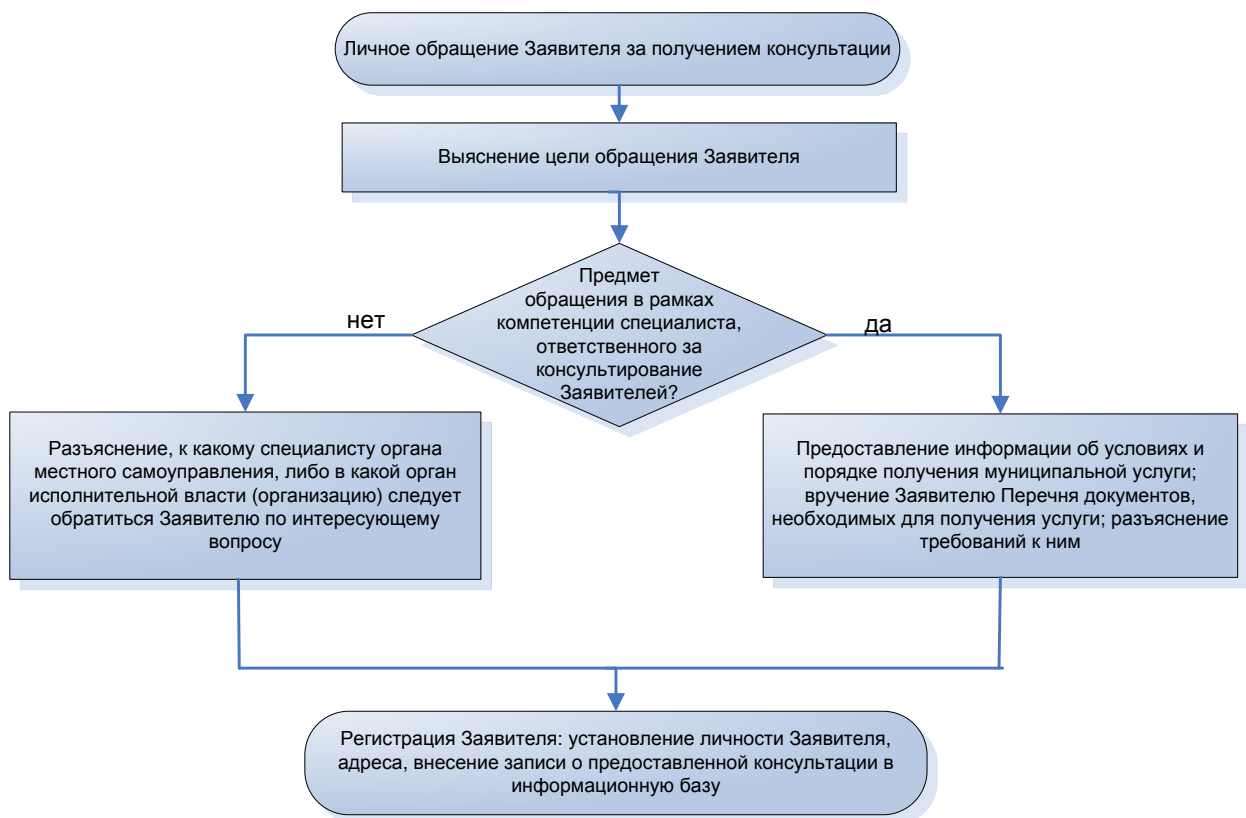 Личное обращение Заявителя за получением консультации
Выяснение цели обращения Заявителя
Предмет
обращения в рамках
компетенции специалиста,
ответственного за
консультирование
Заявителей?
нет
да
Разъяснение, к какому специалисту органа
местного самоуправления, либо в какой орган
исполнительной власти (организацию) следует
обратиться Заявителю по интересующему
вопросу
Предоставление информации об условиях и
порядке получения муниципальной услуги;
вручение Заявителю Перечня документов,
необходимых для получения услуги; разъяснение
требований к ним
Регистрация Заявителя: установление личности Заявителя,
адреса, внесение записи о предоставленной консультации в
информационную базу